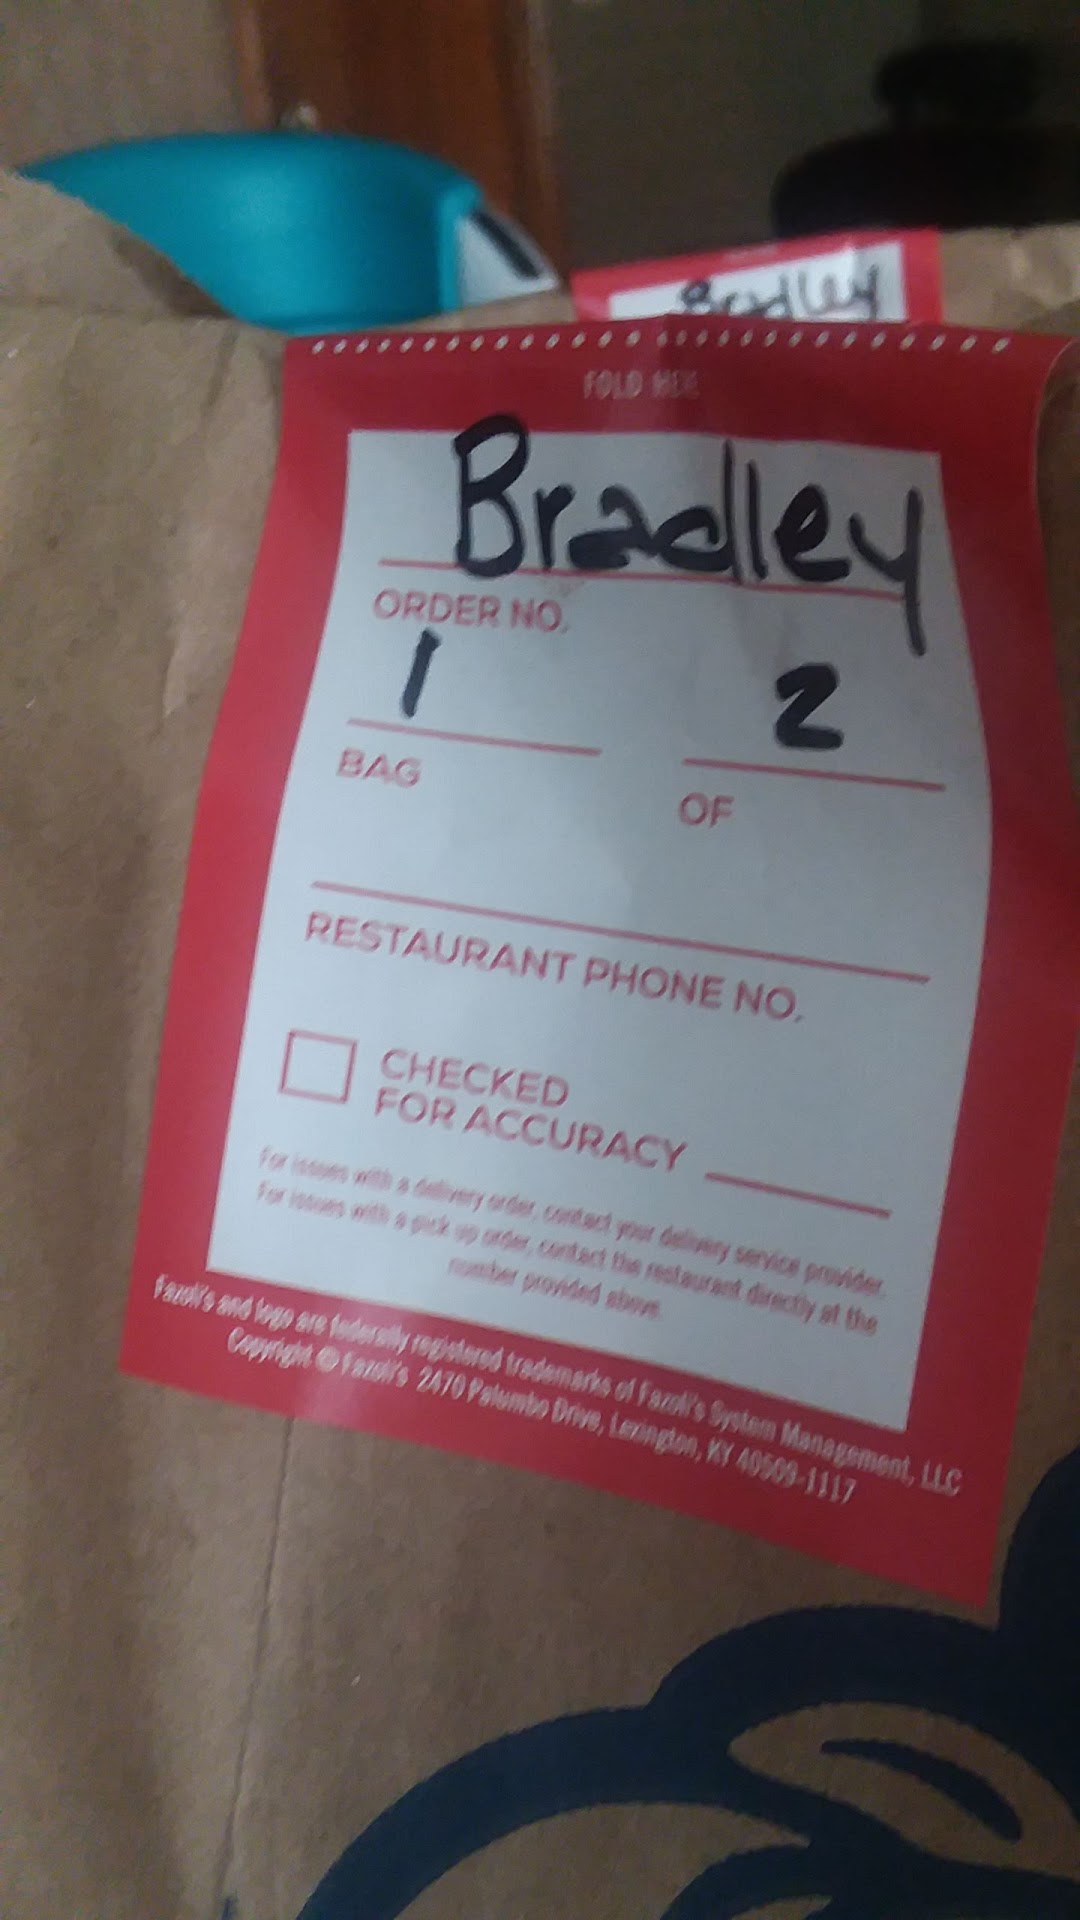 Bradley
FOLD HERE
Bradley
ORDER NO.
1 2
BAG OF
RESTAURANT PHONE NO.
CHECKED
FOR ACCURACY
For issues with a delivery order, contact your delivery service provider.
For issues with a pick up order, contact the restaurant directly at the
number provided above.
Fazoli's and logo are federally registered trademarks of Fazoli's System Management, LLC
Copyright © Fazoli's 2470 Palumbo Drive, Lexington, KY 40509-1117